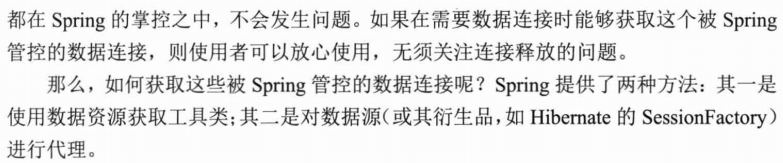 都在 Spring 的掌控之中，不会发生问题。如果在需要数据连接时能够获取这个被 Spring
管控的数据连接，则使用者可以放心使用，无须关注连接释放的问题。
那么，如何获取这些被 Spring 管控的数据连接呢？Spring 提供了两种方法：其一是
使用数据资源获取工具类；其二是对数据源（或其衍生品，如 Hibernate 的 SessionFactory）
进行代理。